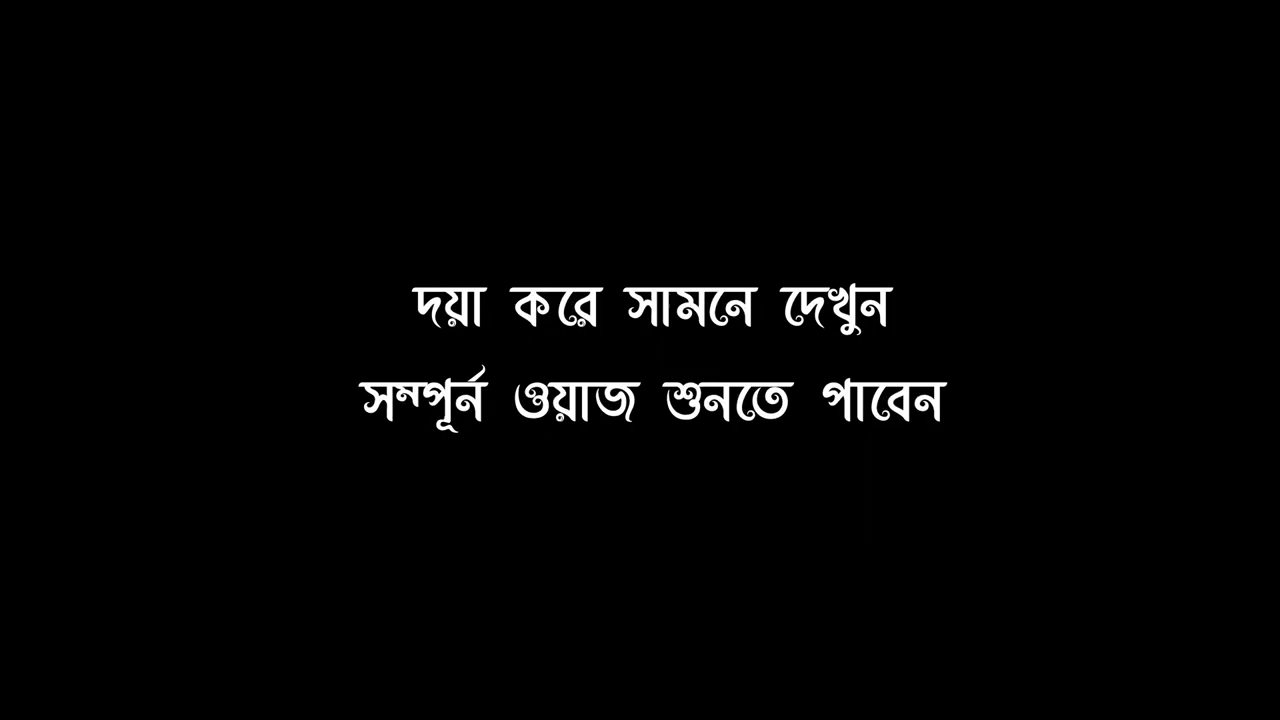 দয়া করে সামনে দেখুন
সম্পূর্ন ওয়াজ শুনতে পাবেন